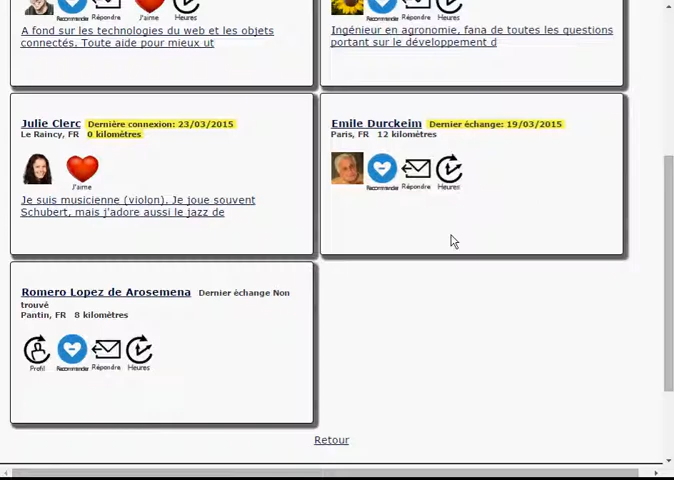 Recommander Répondre J'aime Heures
A fond sur les technologies du web et les objets
connectés. Toute aide pour mieux ut
Recommander Répondre Heures
Ingénieur en agronomie, fana de toutes les questions
portant sur le développement d
Julie Clerc Dernière connexion: 23/03/2015
Le Raincy, FR 0 kilomètres
J'aime
Je suis musicienne (violon). Je joue souvent
Schubert, mais j'adore aussi le jazz de
Emile Durckeim Dernier échange: 19/03/2015
Paris, FR 12 kilomètres
Recommander Répondre Heures
Romero Lopez de Arosemena Dernier échange Non
trouvé
Pantin, FR 8 kilomètres
Profil Recommander Répondre Heures
Retour